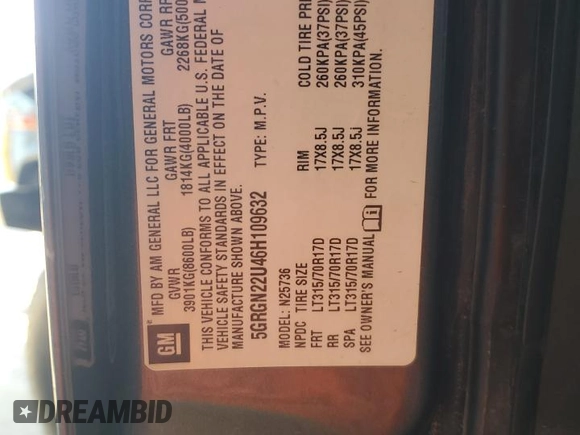 MFD BY AM GENERAL LLC FOR GENERAL MOTORS CORP
GVWR GAWR FRT GAWR RR
3901KG(8600LB) 1814KG(4000LB) 2268KG(500
THIS VEHICLE CONFORMS TO ALL APPLICABLE U.S. FEDERAL
VEHICLE SAFETY STANDARDS IN EFFECT ON THE DATE OF
MANUFACTURE SHOWN ABOVE.
GM
5GRGN22U46H109632 TYPE: M.P.V.
MODEL: N25736
NPDC TIRE SIZE RIM COLD TIRE PR
FRT LT315/70R17D 17X8.5J 260KPA(37PSI)
RR LT315/70R17D 17X8.5J 260KPA(37PSI)
SPA LT315/70R17D 17X8.5J 310KPA(45PSI)
SEE OWNER'S MANUAL FOR MORE INFORMATION.
DREAMBID